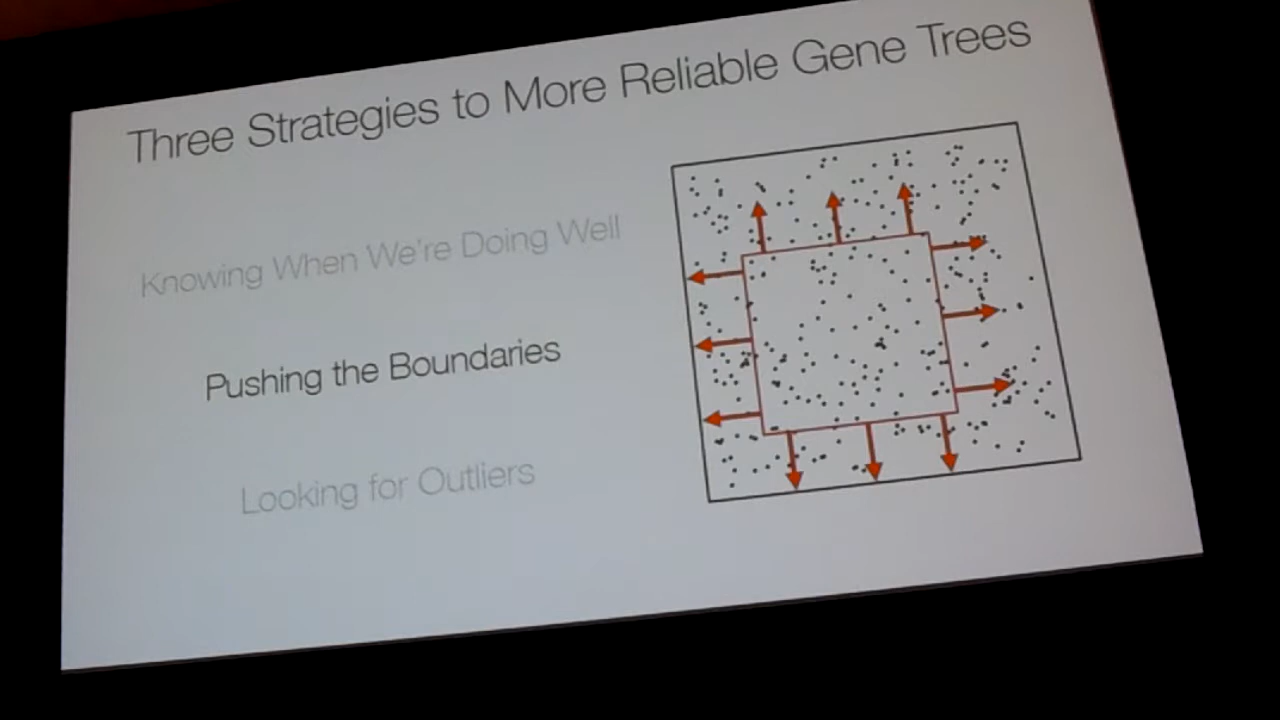 Three Strategies to More Reliable Gene Trees
Knowing When We're Doing Well
Pushing the Boundaries
Looking for Outliers